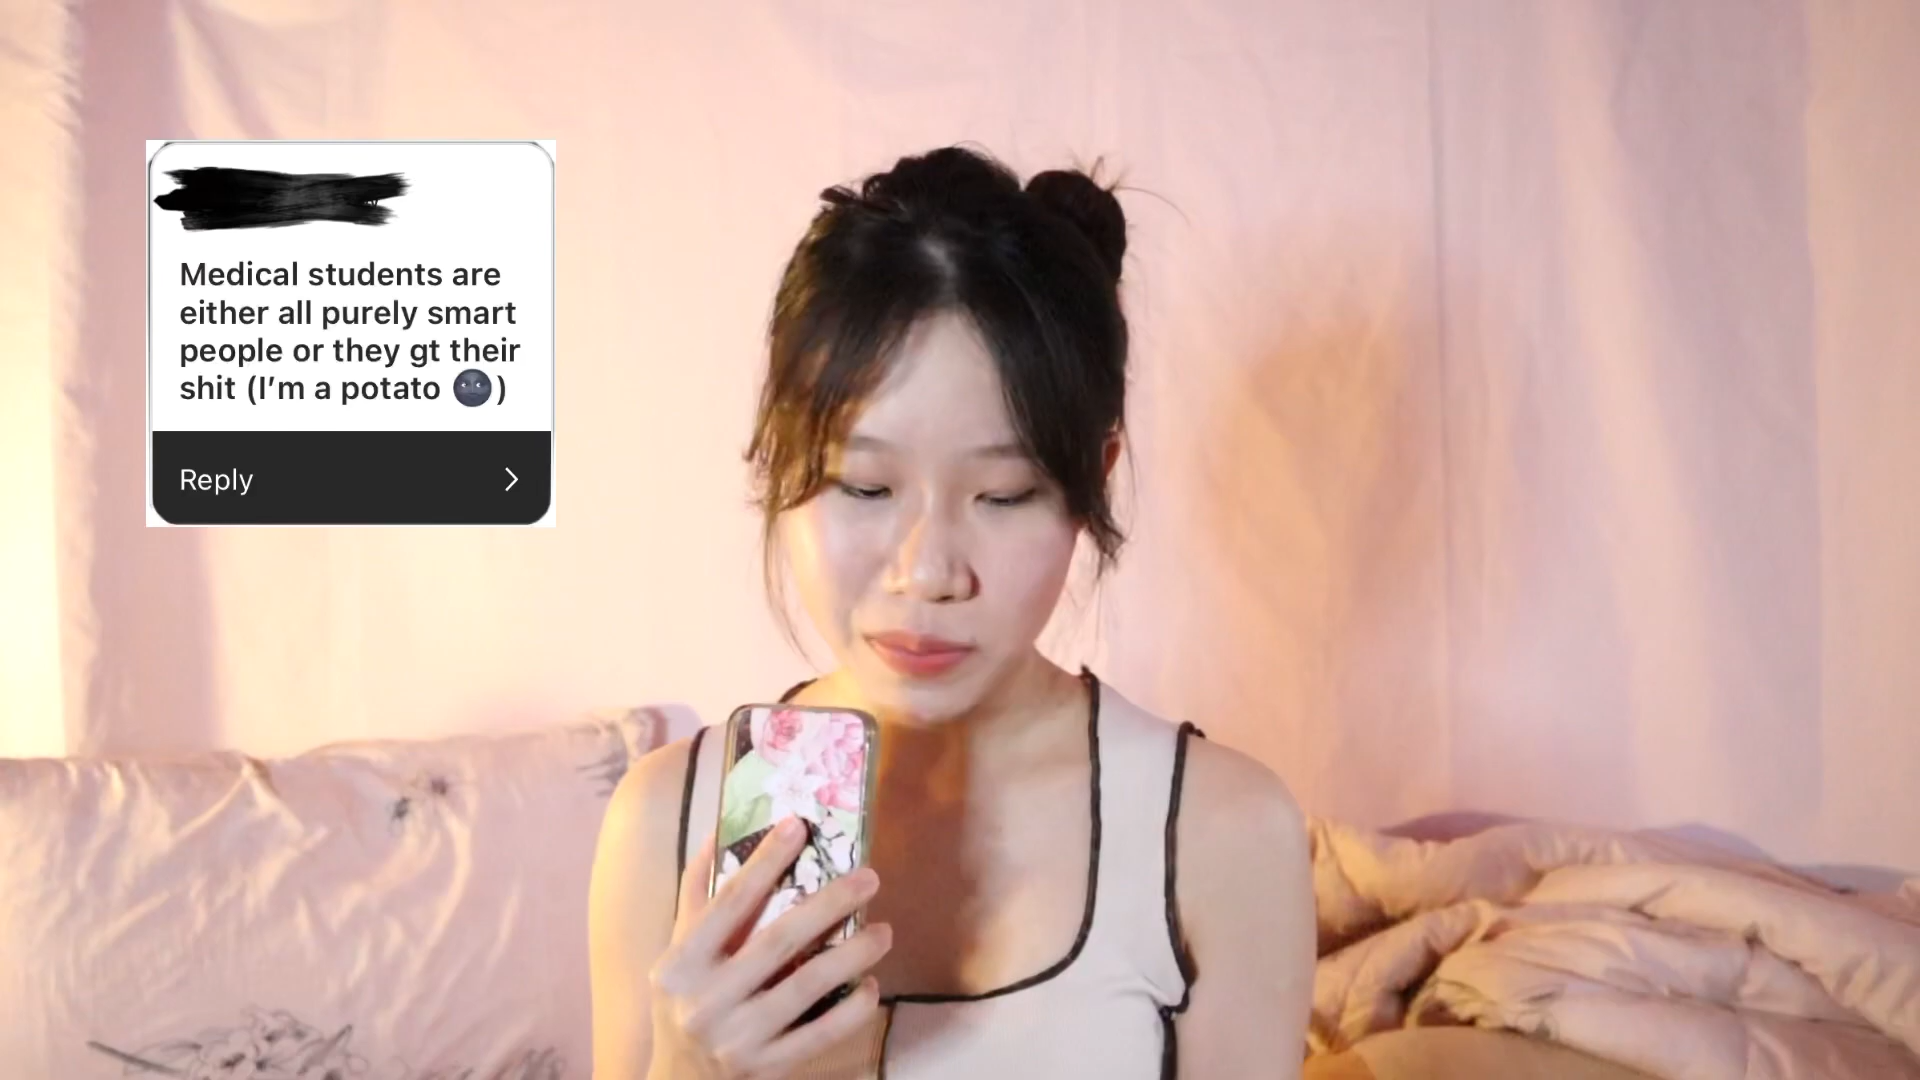 Medical students are
either all purely smart
people or they gt their
shit (I'm a potato 🌚)
Reply